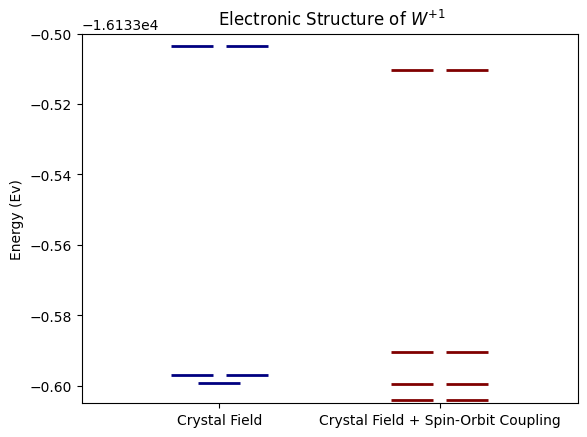 Electronic Structure of $W^{+1}$
−1.6133e4
−0.50
−0.52
−0.54
−0.56
−0.58
−0.60
Energy (Ev)
Crystal Field
Crystal Field + Spin-Orbit Coupling